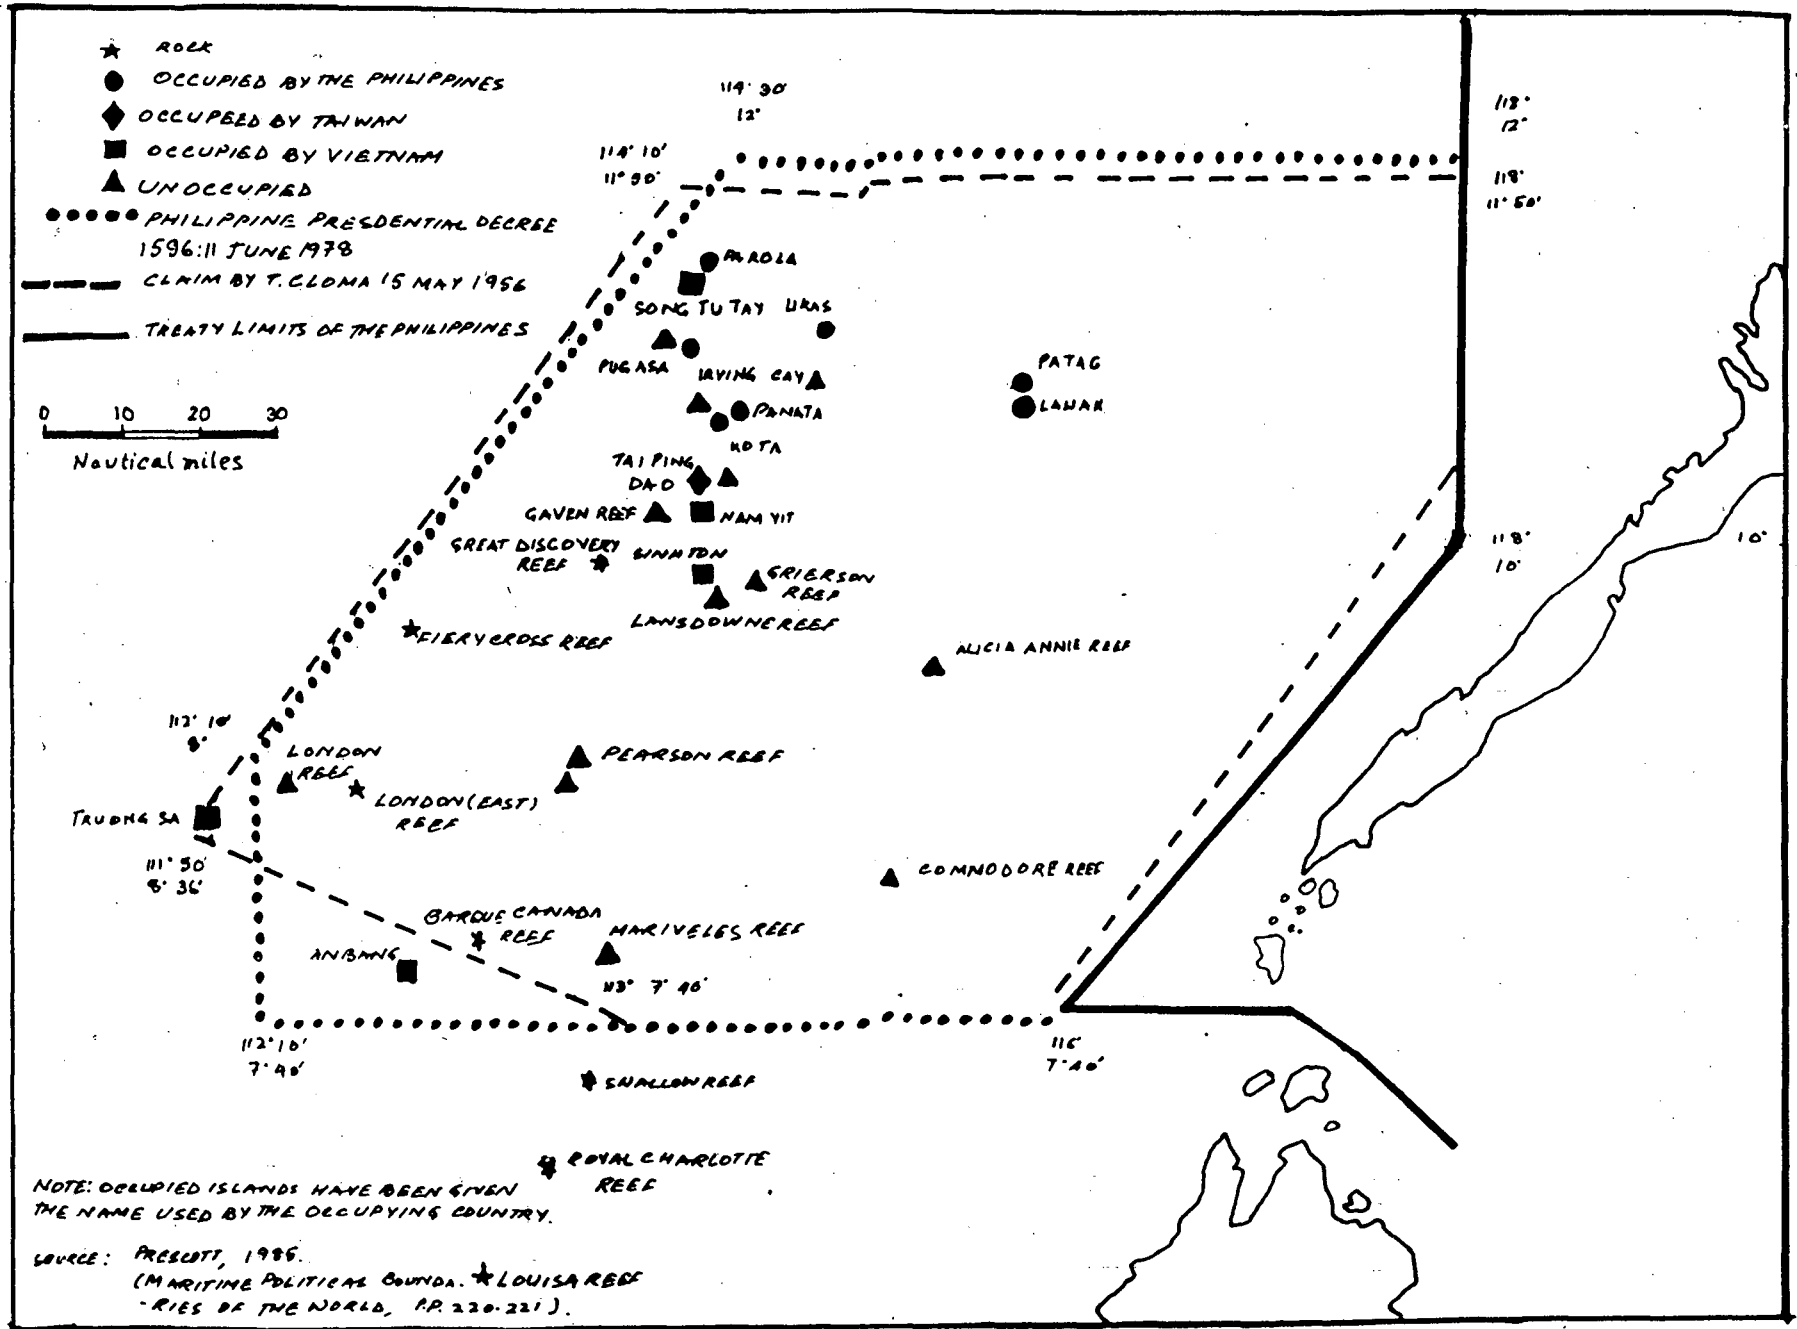 ROCK
OCCUPIED BY THE PHILIPPINES
OCCUPEED BY TAIWAN
OCCUPIED BY VIETNAM
UNOCCUPIED
PHILIPPINE PRESDENTIAL DECREE
1596:11 JUNE 1978
CLAIM BY T. CLOMA 15 MAY 1956
TREATY LIMITS OF THE PHILIPPINES
0 10 20 30
Nautical miles
114° 30'
12°
118°
12°
114° 10'
11° 50'
118°
11° 50'
PAROLA
SONG TU TAY
LIKAS
PUGASA
IRVING CAY
PATAG
LAWAK
PANATA
KOTA
TAI PING
DAO
GAVEN REEF
NAM YIT
GREAT DISCOVERY
REEF
SINHTON
GRIERSON
REEF
LANSDOWNE REEF
FIERY CROSS REEF
ALICIA ANNIE REEF
118°
10°
10°
112° 10'
9°
LONDON
REEF
LONDON (EAST)
REEF
PEARSON REEF
TRUONG SA
111° 50'
8° 36'
COMMODORE REEF
BARQUE CANADA
REEF
MARIVELES REEF
ANBANG
113° 7° 40'
112° 10'
7° 40'
116°
7° 40'
SWALLOW REEF
ROYAL CHARLOTTE
REEF
NOTE: OCCUPIED ISLANDS HAVE BEEN GIVEN
THE NAME USED BY THE OCCUPYING COUNTRY.
SOURCE: PRESCOTT, 1985.
(MARITIME POLITICAL BOUNDA.
LOUISA REEF
-RIES OF THE WORLD, P.P. 220-221).